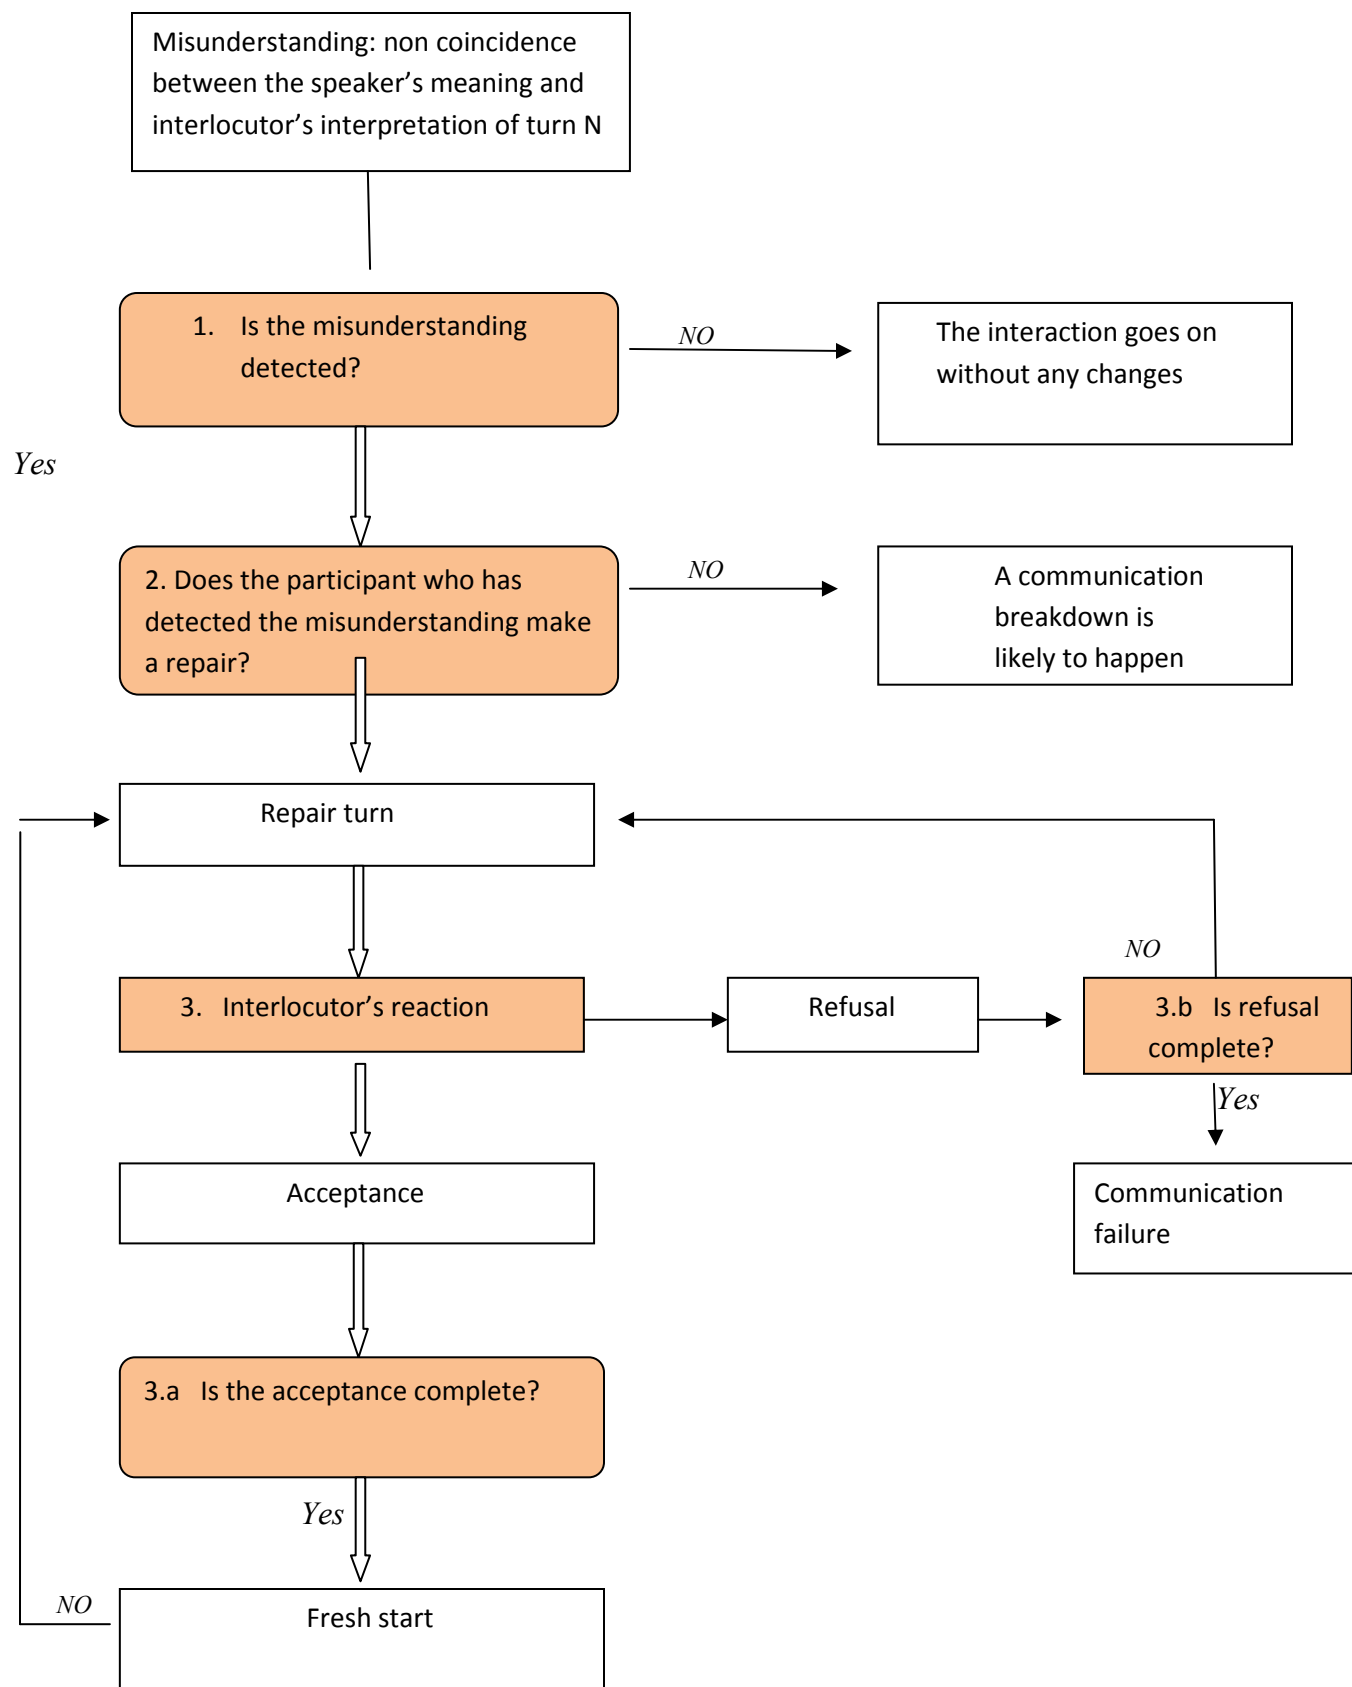 Misunderstanding: non coincidence
between the speaker’s meaning and
interlocutor’s interpretation of turn N
1. Is the misunderstanding
detected?
NO
The interaction goes on
without any changes
Yes
2. Does the participant who has
detected the misunderstanding make
a repair?
NO
A communication
breakdown is
likely to happen
Repair turn
NO
3. Interlocutor’s reaction
Refusal
3.b Is refusal
complete?
Yes
Acceptance
Communication
failure
3.a Is the acceptance complete?
Yes
NO
Fresh start